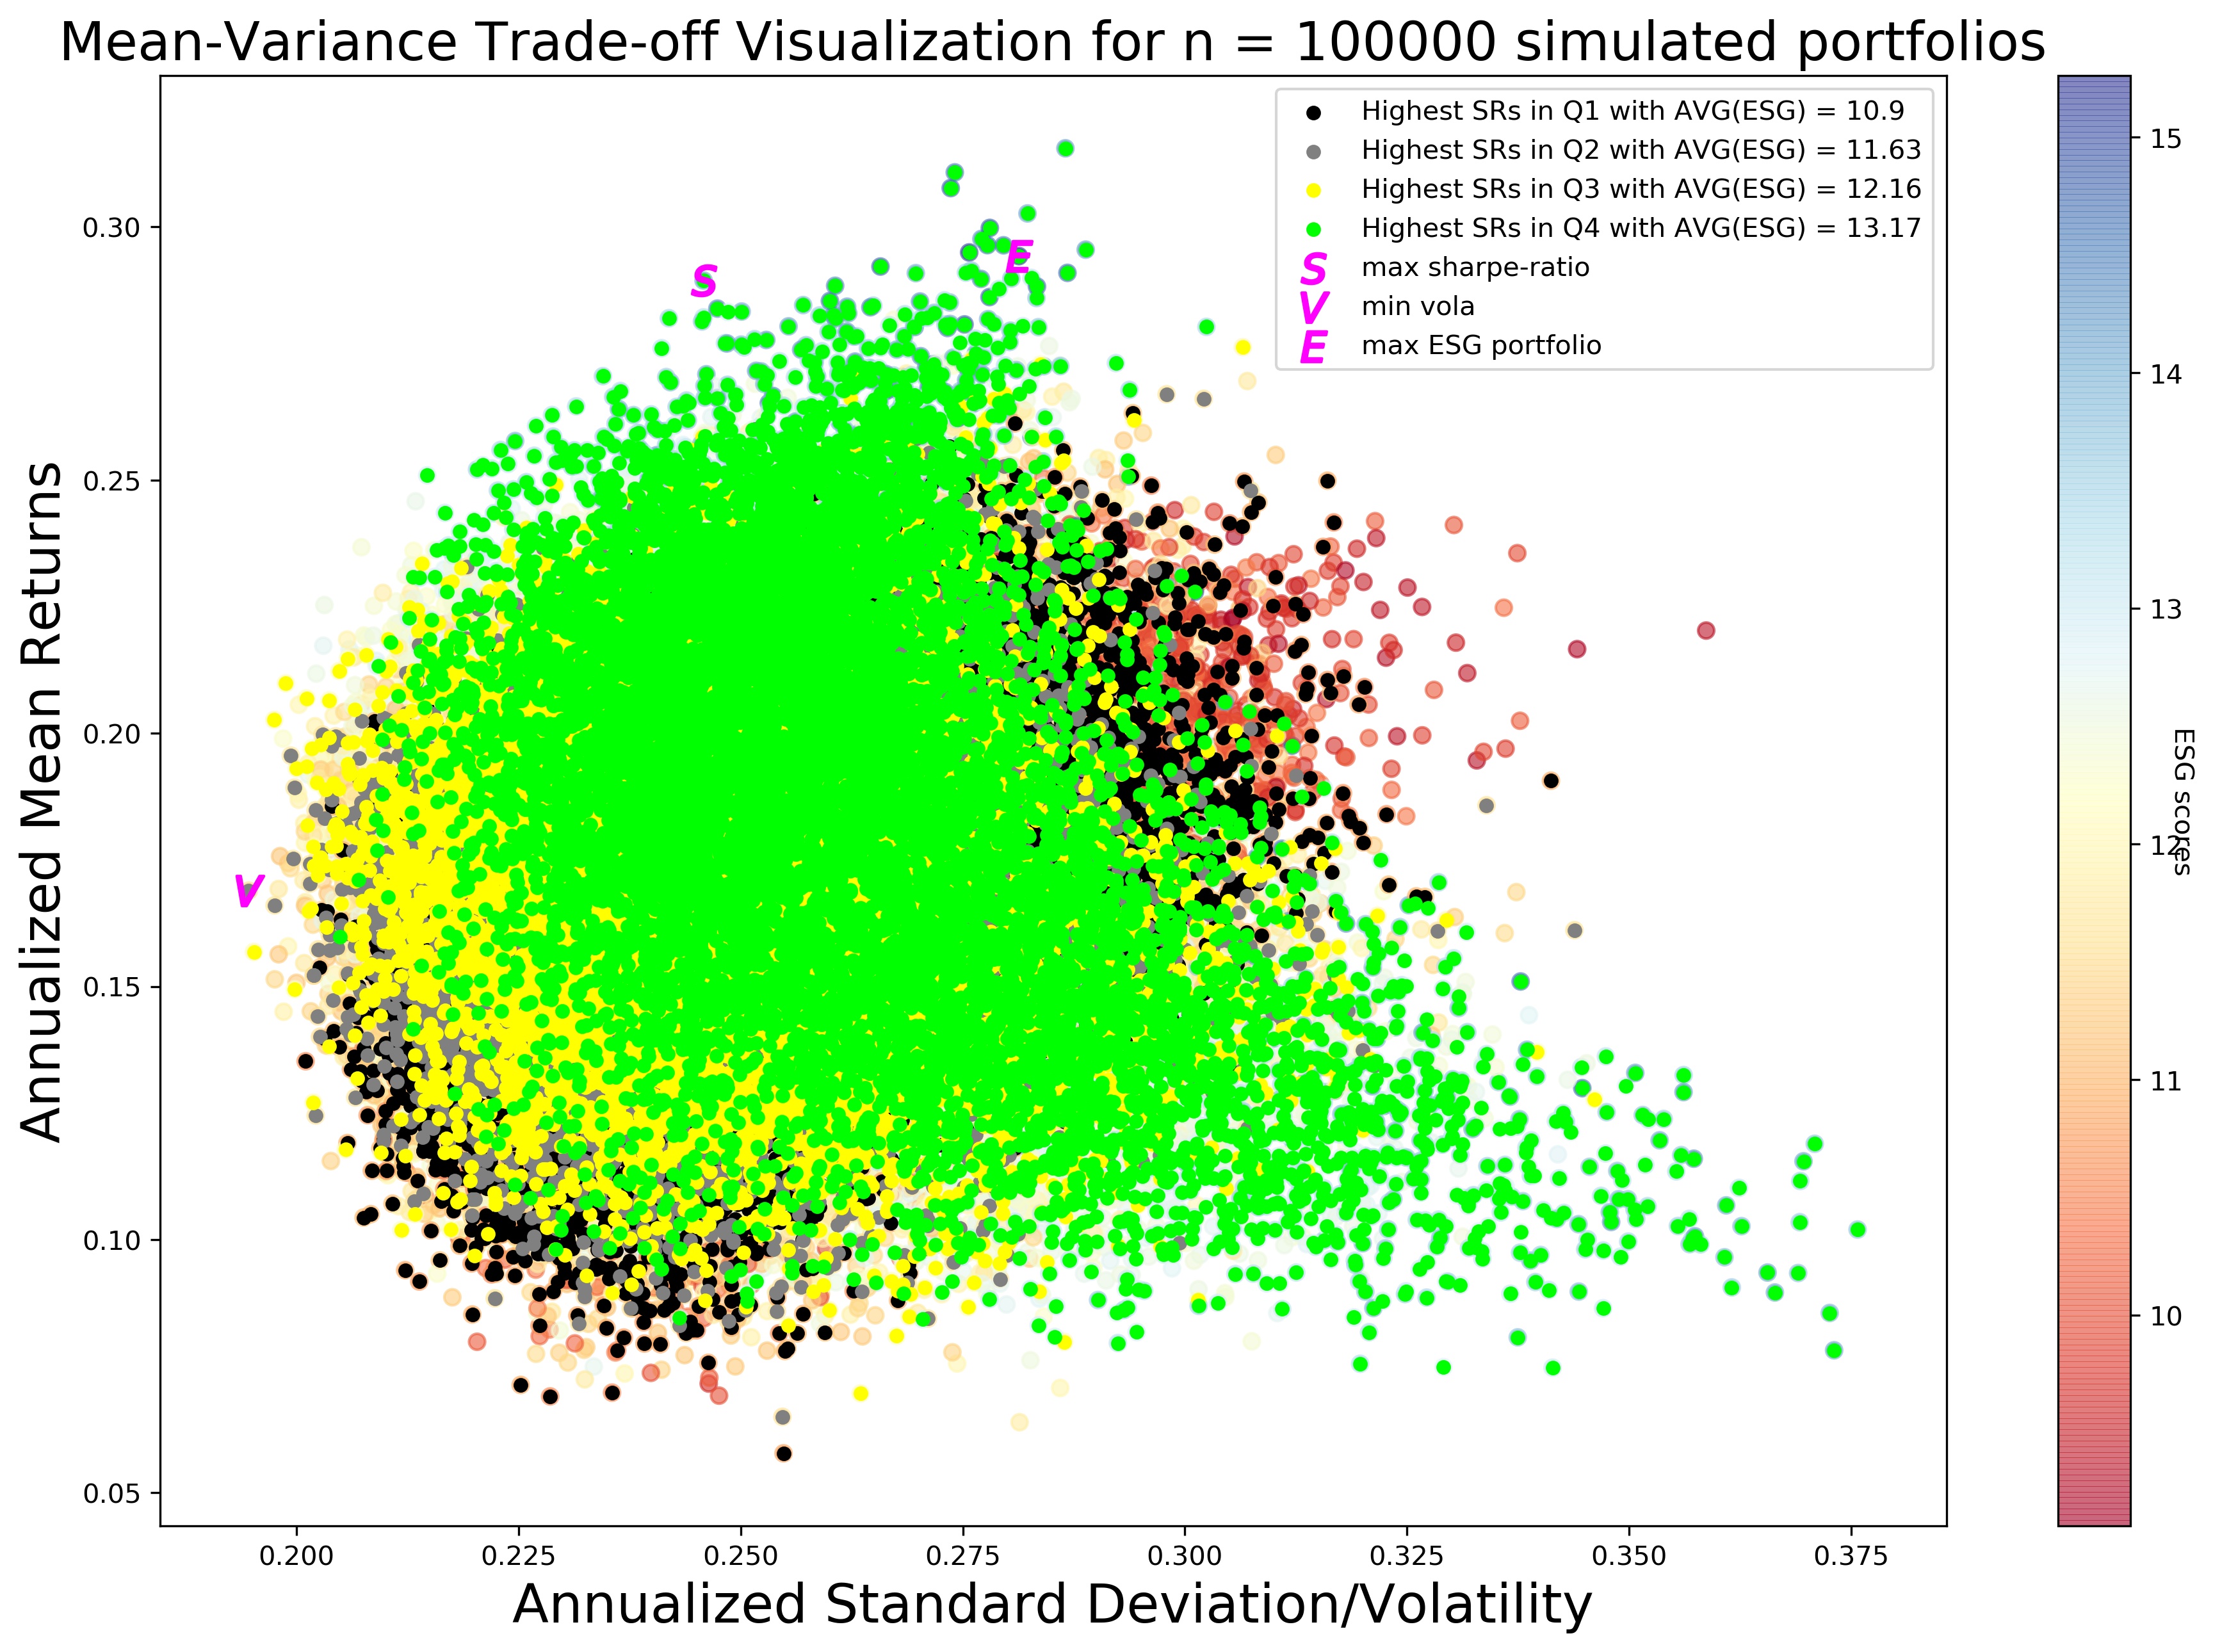 Mean-Variance Trade-off Visualization for n = 100000 simulated portfolios
Highest SRs in Q1 with AVG(ESG) = 10.9
Highest SRs in Q2 with AVG(ESG) = 11.63
Highest SRs in Q3 with AVG(ESG) = 12.16
Highest SRs in Q4 with AVG(ESG) = 13.17
S max sharpe-ratio
V min vola
E max ESG portfolio
S
E
V
Annualized Mean Returns
0.30
0.25
0.20
0.15
0.10
0.05
0.200 0.225 0.250 0.275 0.300 0.325 0.350 0.375
Annualized Standard Deviation/Volatility
15
14
13
12
11
10
ESG scores